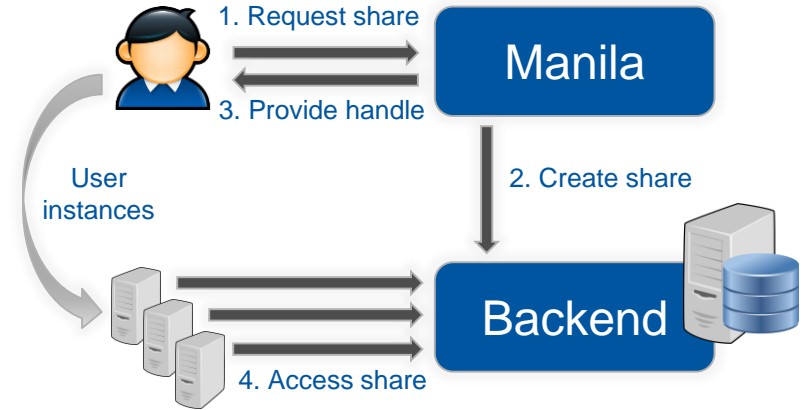 1. Request share
Manila
3. Provide handle
2. Create share
User
instances
Backend
4. Access share